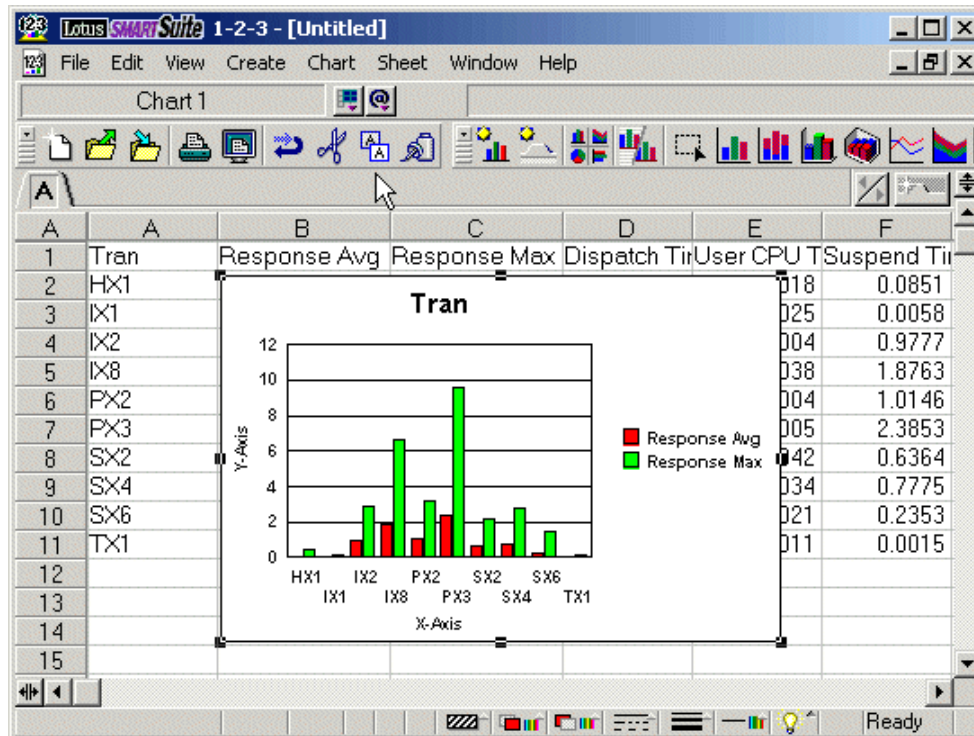 Lotus SMARTSuite 1-2-3 - [Untitled]
File Edit View Create Chart Sheet Window Help
Chart 1
A
A A B C D E F
1 Tran Response Avg Response Max Dispatch Tir User CPU T Suspend Tir
2 HX1 018 0.0851
3 IX1 025 0.0058
4 IX2 004 0.9777
5 IX8 038 1.8763
6 PX2 004 1.0146
7 PX3 005 2.3853
8 SX2 042 0.6364
9 SX4 034 0.7775
10 SX6 021 0.2353
11 TX1 011 0.0015
12
13
14
15
Tran
12
10
8
6
4
2
0
Y-Axis
HX1 IX2 PX2 SX2 SX6
IX1 IX8 PX3 SX4 TX1
X-Axis
Response Avg
Response Max
Ready